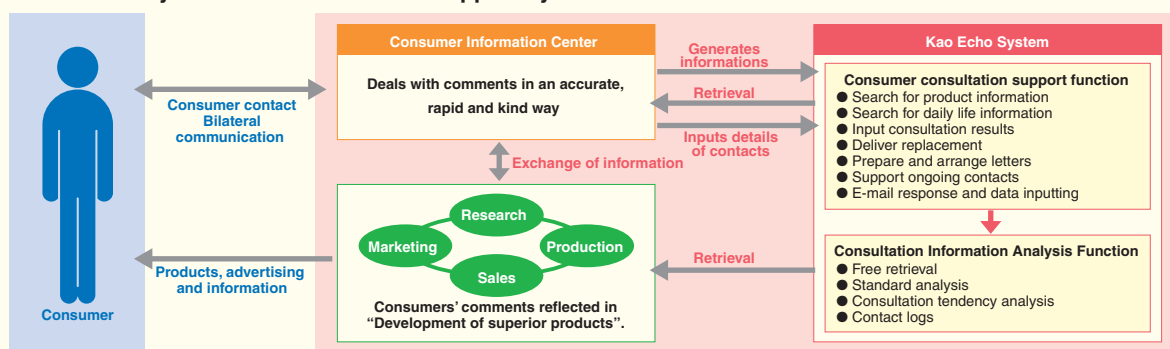 Consumer Information Center
Deals with comments in an accurate,
rapid and kind way
Generates
informations
Retrieval
Inputs details
of contacts
Kao Echo System
Consumer consultation support function
● Search for product information
● Search for daily life information
● Input consultation results
● Deliver replacement
● Prepare and arrange letters
● Support ongoing contacts
● E-mail response and data inputting
Consumer contact
Bilateral
communication
Exchange of information
Research
Marketing
Production
Sales
Consumers' comments reflected in
“Development of superior products”.
Retrieval
Consultation Information Analysis Function
● Free retrieval
● Standard analysis
● Consultation tendency analysis
● Contact logs
Products, advertising
and information
Consumer